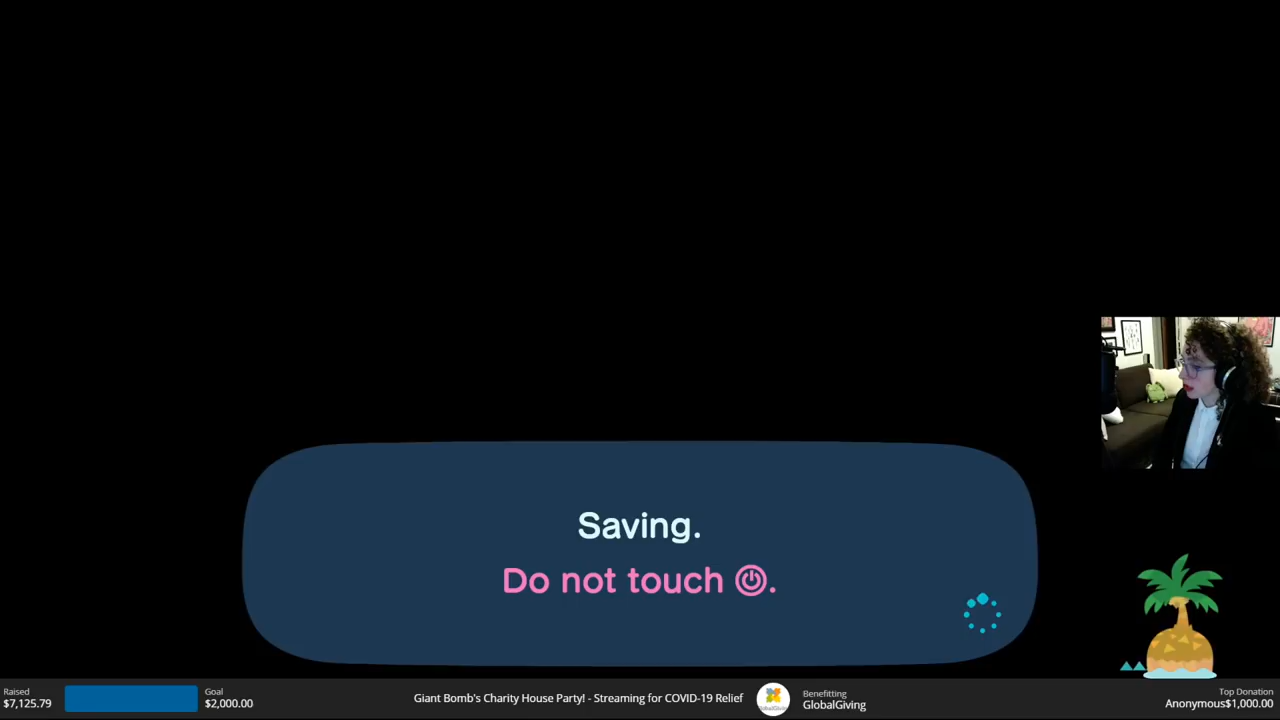 Saving.
Do not touch ⏻.
Raised
$7,125.79
Goal
$2,000.00
Giant Bomb's Charity House Party! - Streaming for COVID-19 Relief
GlobalGiving
Benefitting
GlobalGiving
Top Donation
Anonymous$1,000.00